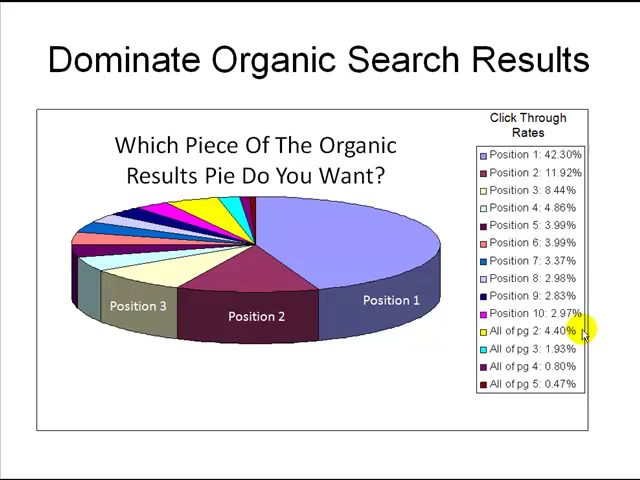 Dominate Organic Search Results
Which Piece Of The Organic
Results Pie Do You Want?
Position 3
Position 2
Position 1
Click Through
Rates
Position 1: 42.30%
Position 2: 11.92%
Position 3: 8.44%
Position 4: 4.86%
Position 5: 3.99%
Position 6: 3.99%
Position 7: 3.37%
Position 8: 2.98%
Position 9: 2.83%
Position 10: 2.97%
All of pg 2: 4.40%
All of pg 3: 1.93%
All of pg 4: 0.80%
All of pg 5: 0.47%